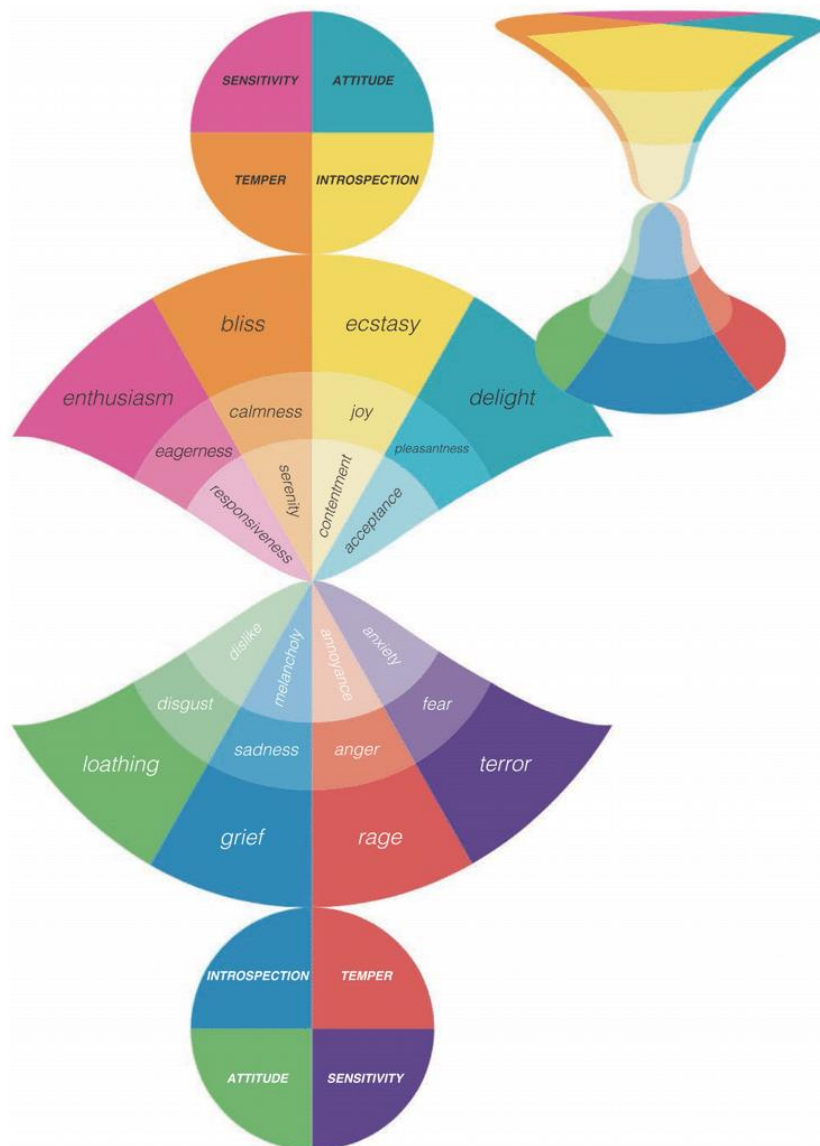 SENSITIVITY
ATTITUDE
TEMPER
INTROSPECTION
bliss
ecstasy
enthusiasm
delight
calmness
joy
eagerness
pleasantness
serenity
contentment
responsiveness
acceptance
dislike
melancholy
annoyance
anxiety
disgust
fear
sadness
anger
loathing
terror
grief
rage
INTROSPECTION
TEMPER
ATTITUDE
SENSITIVITY